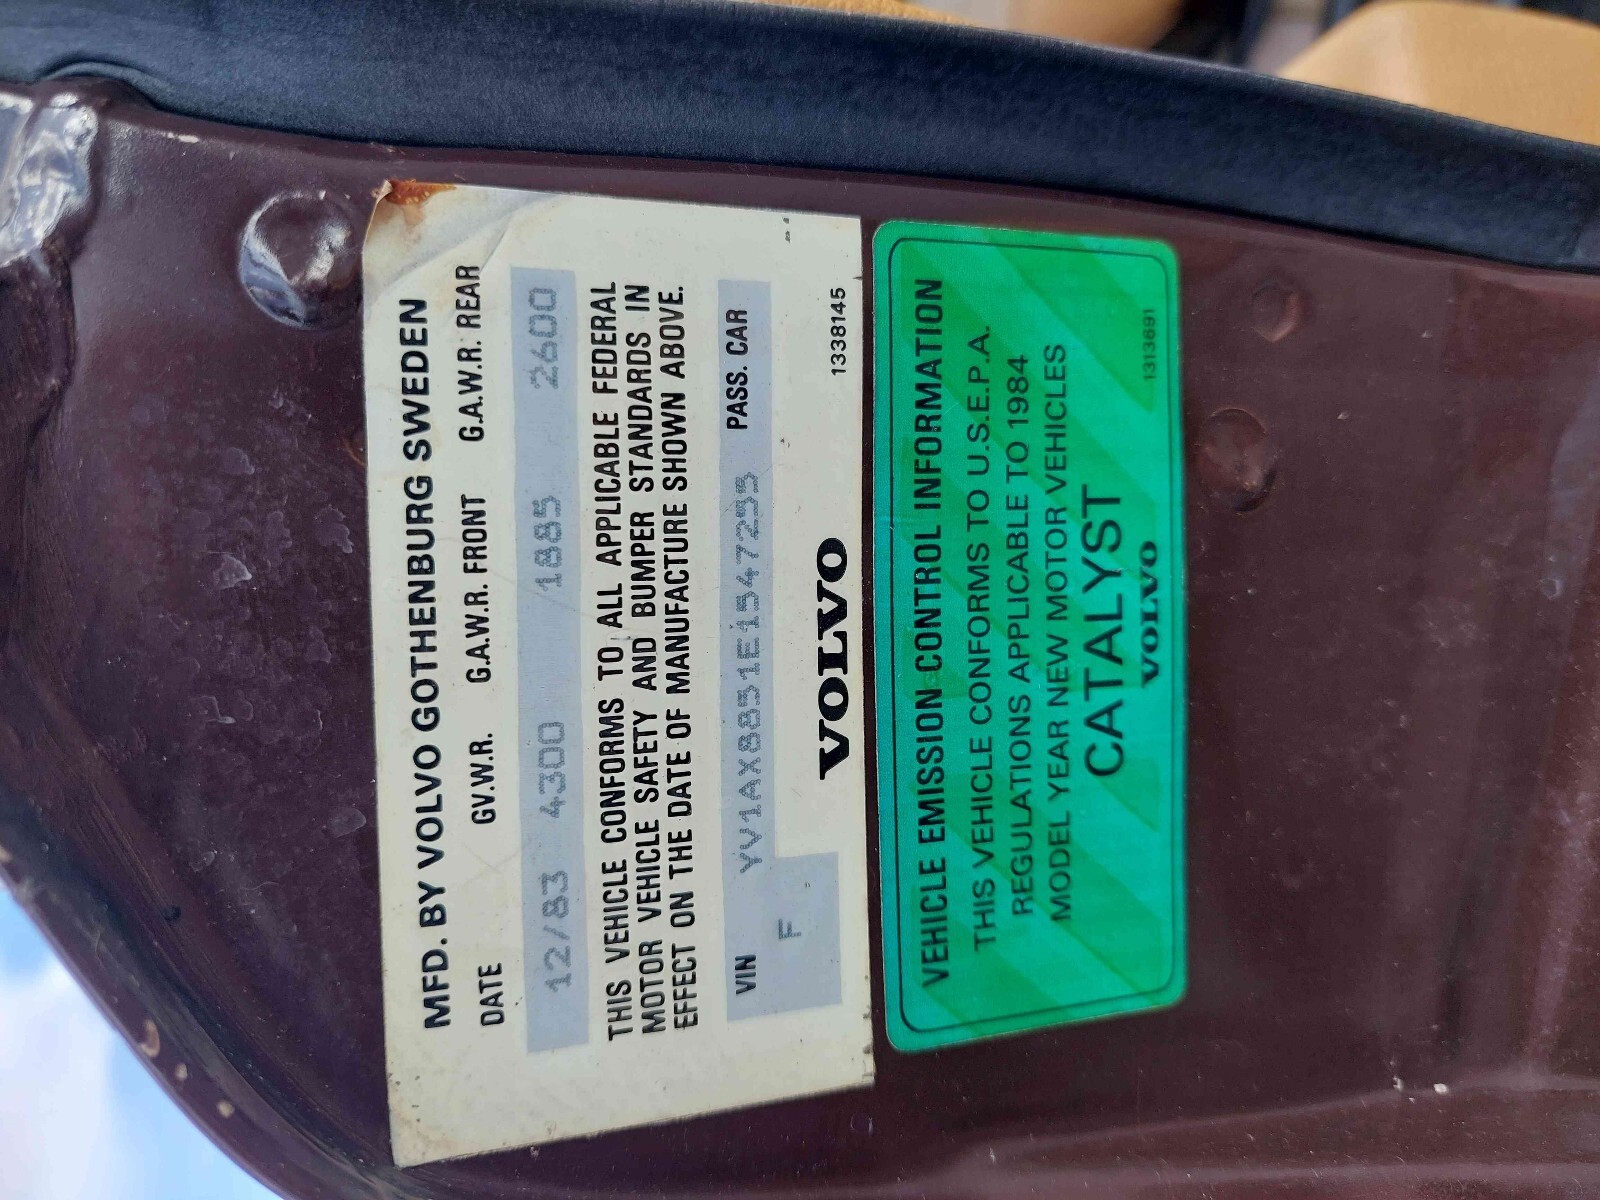 MFD. BY VOLVO GOTHENBURG SWEDEN
DATE G.V.W.R. G.A.W.R. FRONT G.A.W.R. REAR
12/83 4300 1885 2600
THIS VEHICLE CONFORMS TO ALL APPLICABLE FEDERAL
MOTOR VEHICLE SAFETY AND BUMPER STANDARDS IN
EFFECT ON THE DATE OF MANUFACTURE SHOWN ABOVE.
VIN YV1AX8851E1547255 PASS. CAR
F
VOLVO 1338145
VEHICLE EMISSION CONTROL INFORMATION
THIS VEHICLE CONFORMS TO U.S.E.P.A.
REGULATIONS APPLICABLE TO 1984
MODEL YEAR NEW MOTOR VEHICLES
CATALYST
VOLVO 1313691